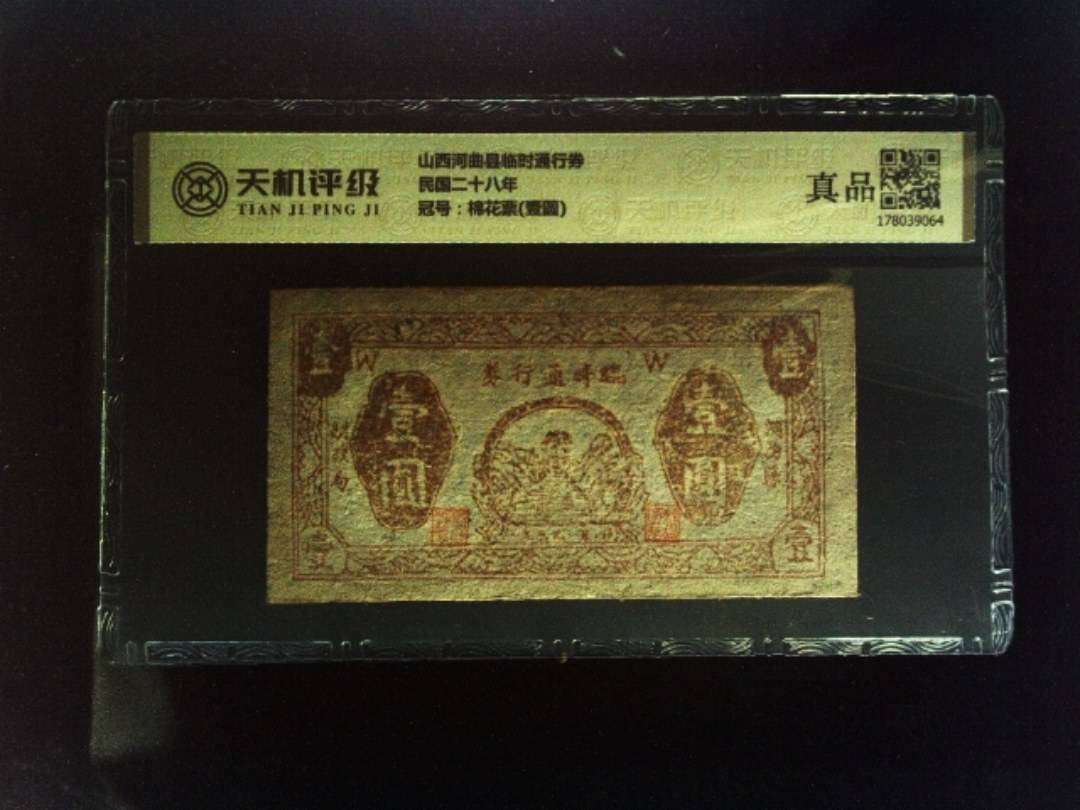 天机评级
TIAN JI PING JI
山西河曲县临时通行券
民国二十八年
冠号：棉花票(壹圆)
真品
178039064
壹
W
券行通時臨
W
壹
壹圓
壹圓
壹
壹